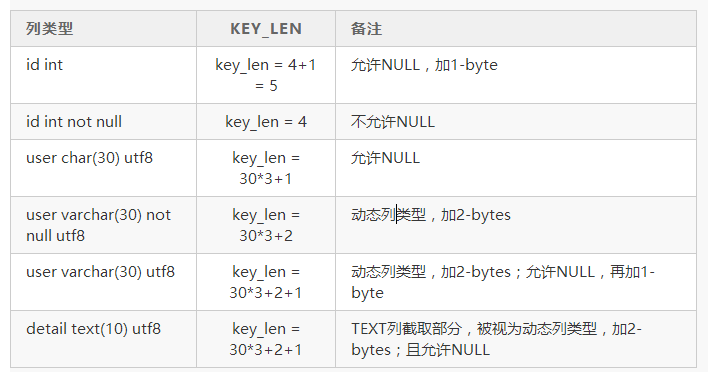 列类型 KEY_LEN 备注
id int key_len = 4+1 允许NULL，加1-byte
= 5
id int not null key_len = 4 不允许NULL
user char(30) utf8 key_len = 允许NULL
30*3+1
user varchar(30) not key_len = 动态列类型，加2-bytes
null utf8 30*3+2
user varchar(30) utf8 key_len = 动态列类型，加2-bytes；允许NULL，再加1-
30*3+2+1 byte
detail text(10) utf8 key_len = TEXT列截取部分，被视为动态列类型，加2-
30*3+2+1 bytes；且允许NULL